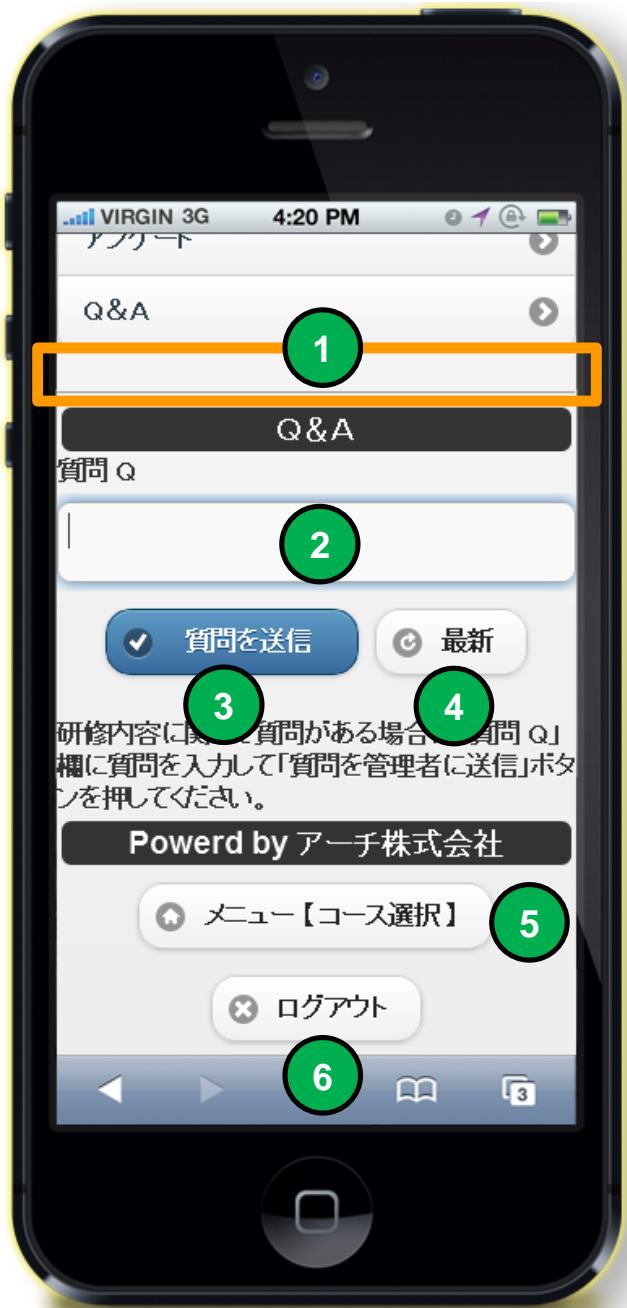 VIRGIN 3G 4:20 PM
アンケート
Q&A
1
Q&A
質問 Q
2
質問を送信 最新
3 4
研修内容に関 質問がある場合 質問 Q」
欄に質問を入力して「質問を管理者に送信」ボタ
ンを押してください。
Powerd by アーチ株式会社
メニュー【コース選択】 5
ログアウト
6
3